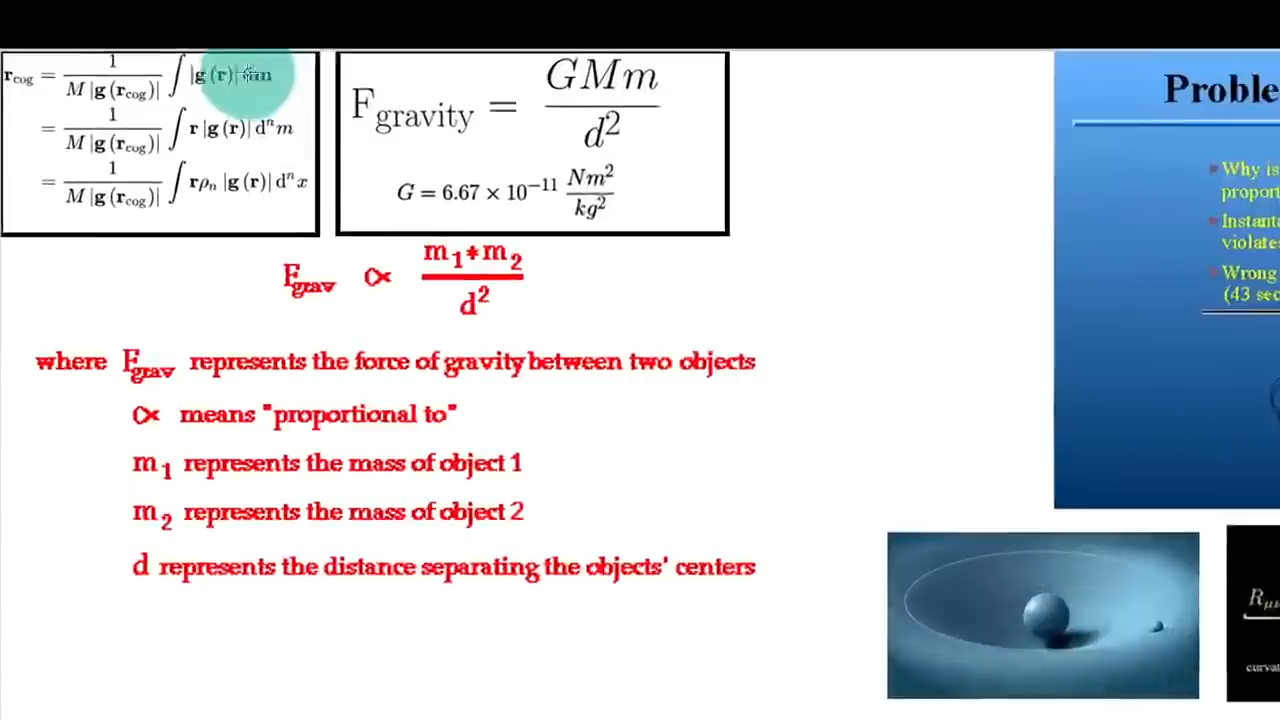 r_cog = 1 / M |g (r_cog)| ∫ |g (r)| dm
= 1 / M |g (r_cog)| ∫ r |g (r)| d^n m
= 1 / M |g (r_cog)| ∫ r ρ_n |g (r)| d^n x
F_gravity = GMm / d²
G = 6.67 × 10^−11 Nm² / kg²
F_grav ∝ m₁*m₂ / d²
where F_grav represents the force of gravity between two objects
∝ means "proportional to"
m₁ represents the mass of object 1
m₂ represents the mass of object 2
d represents the distance separating the objects' centers
Proble
Why is
proport
Instant
violates
Wrong
(43 sec
R_μν
curvat